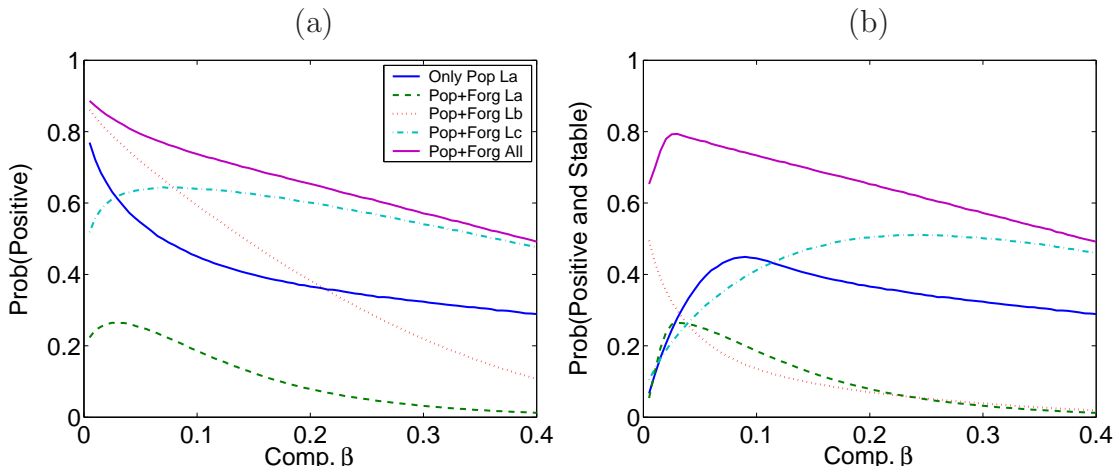 (a)
Prob(Positive)
1
0.8
0.6
0.4
0.2
0
0
0.1
0.2
0.3
0.4
Comp. β
Only Pop La
Pop+Forg La
Pop+Forg Lb
Pop+Forg Lc
Pop+Forg All
(b)
Prob(Positive and Stable)
1
0.8
0.6
0.4
0.2
0
0
0.1
0.2
0.3
0.4
Comp. β